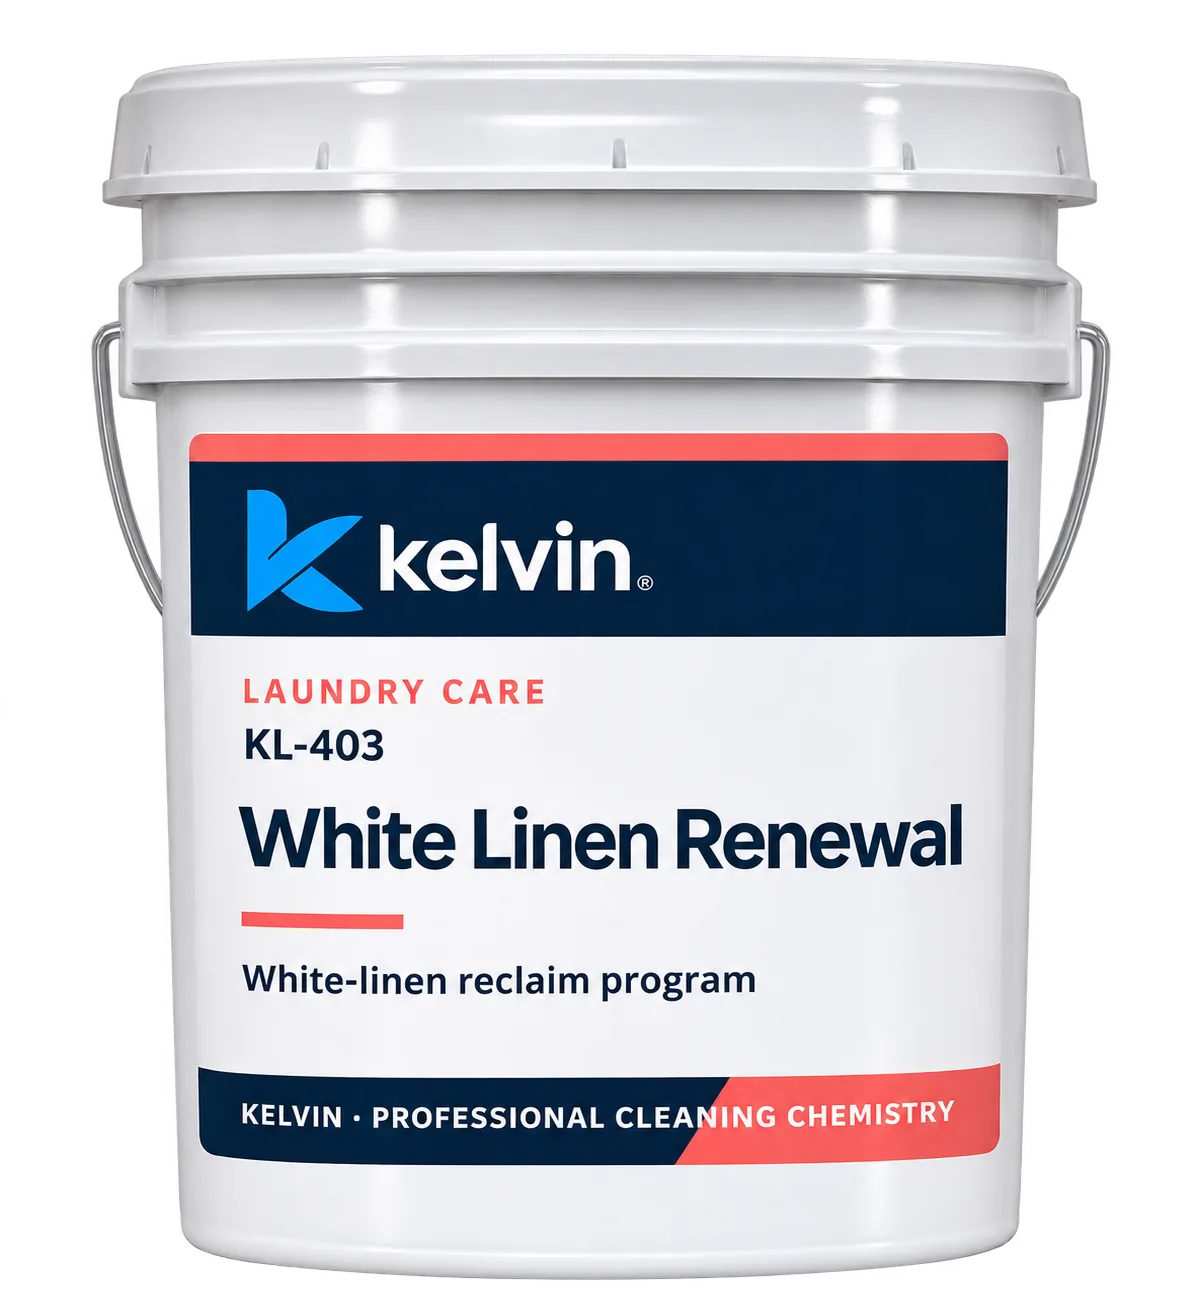 kelvin®
LAUNDRY CARE
KL-403
White Linen Renewal
White-linen reclaim program
KELVIN · PROFESSIONAL CLEANING CHEMISTRY